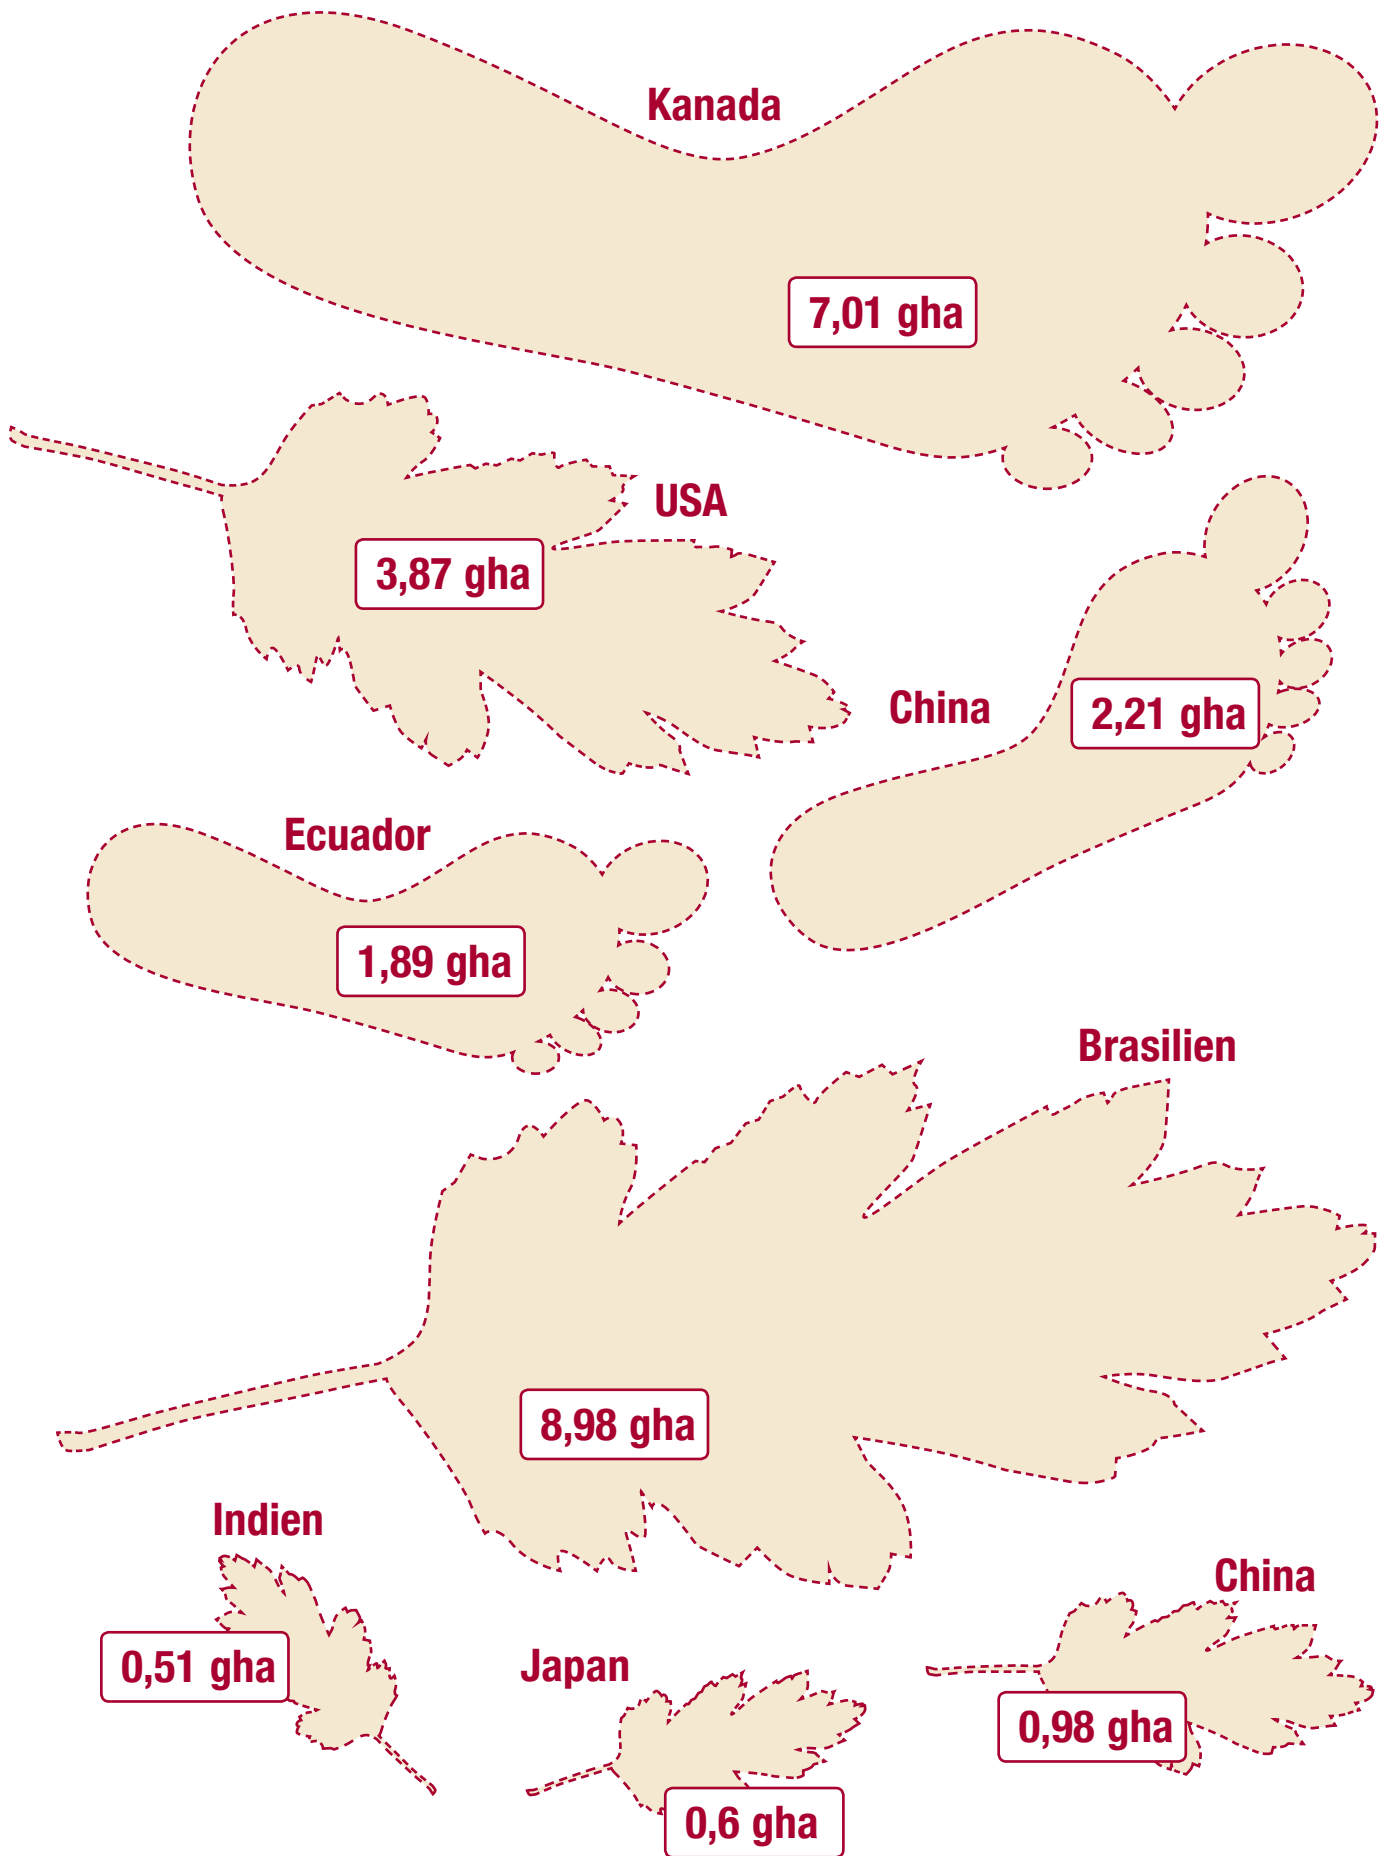 Kanada
7,01 gha
USA
3,87 gha
China
2,21 gha
Ecuador
1,89 gha
Brasilien
8,98 gha
Indien
0,51 gha
Japan
0,6 gha
China
0,98 gha